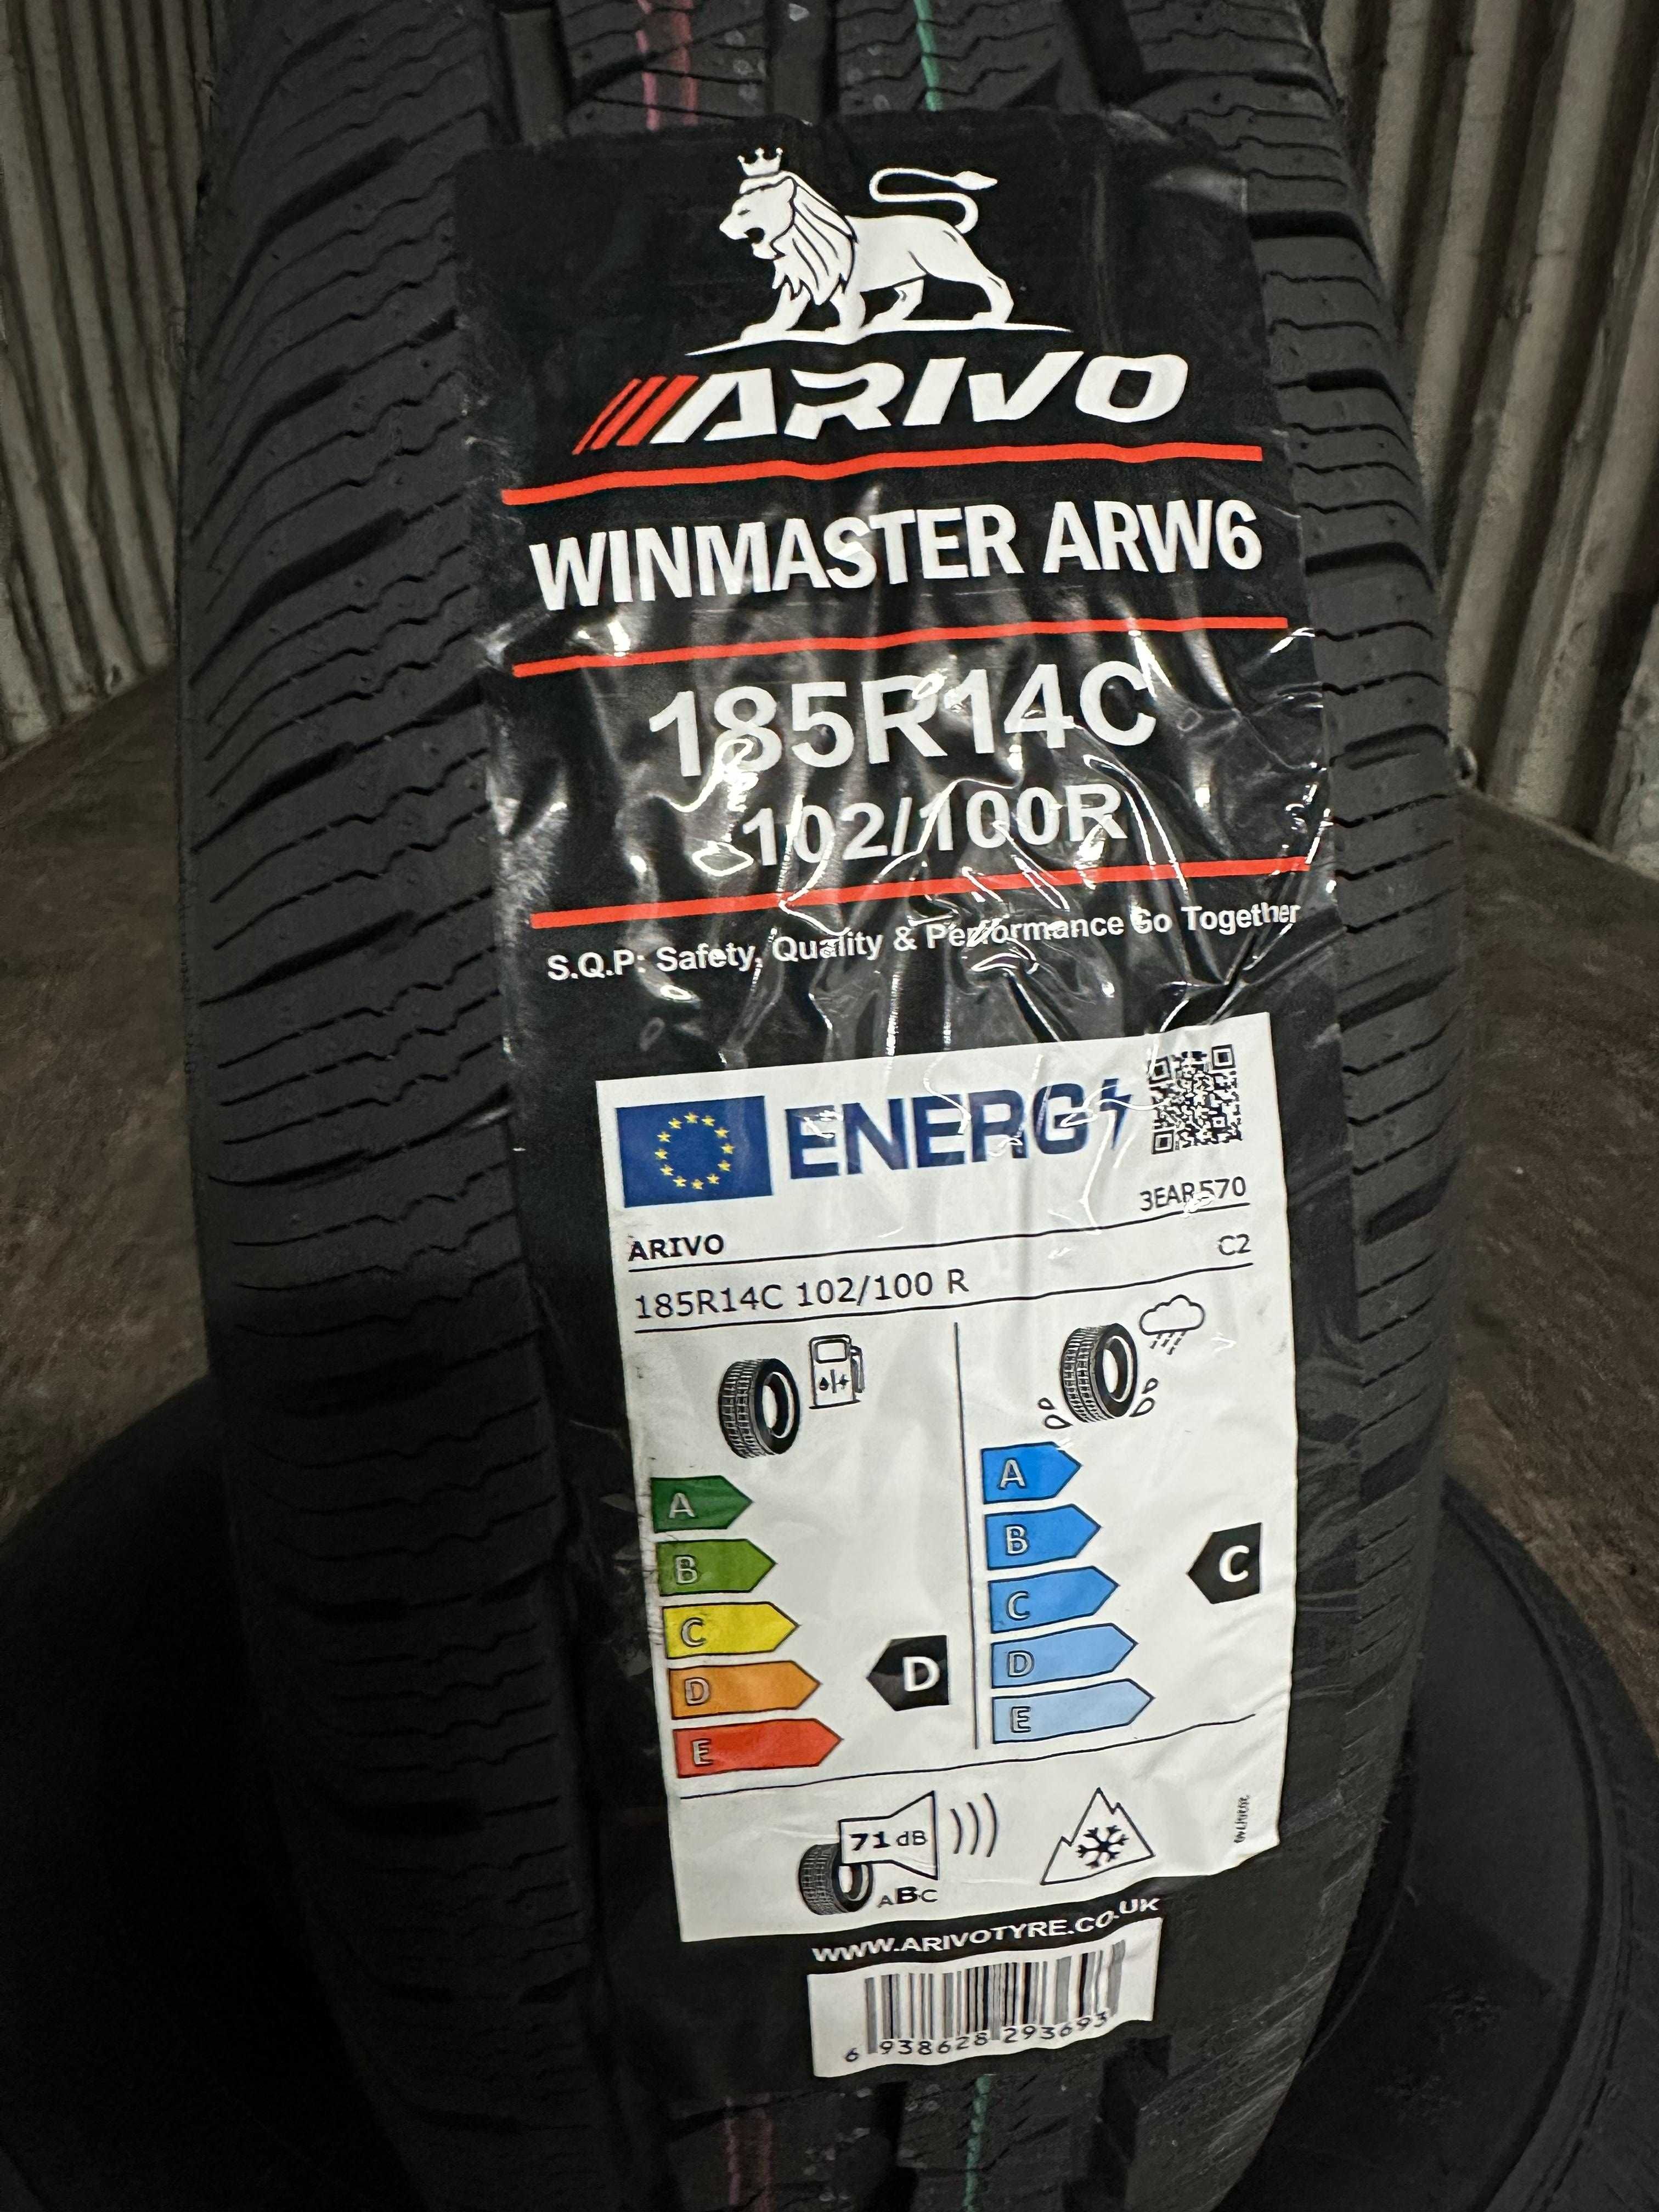 ARIVO
WINMASTER ARW6
185R14C
102/100R
S.Q.P: Safety, Quality & Performance Go Together
ENERG
3EAR570
ARIVO C2
185R14C 102/100 R
A
B
C
D
E
D
A
B
C
D
E
C
71 dB
ABC
WWW.ARIVOTYRE.CO.UK
6 938628 293693